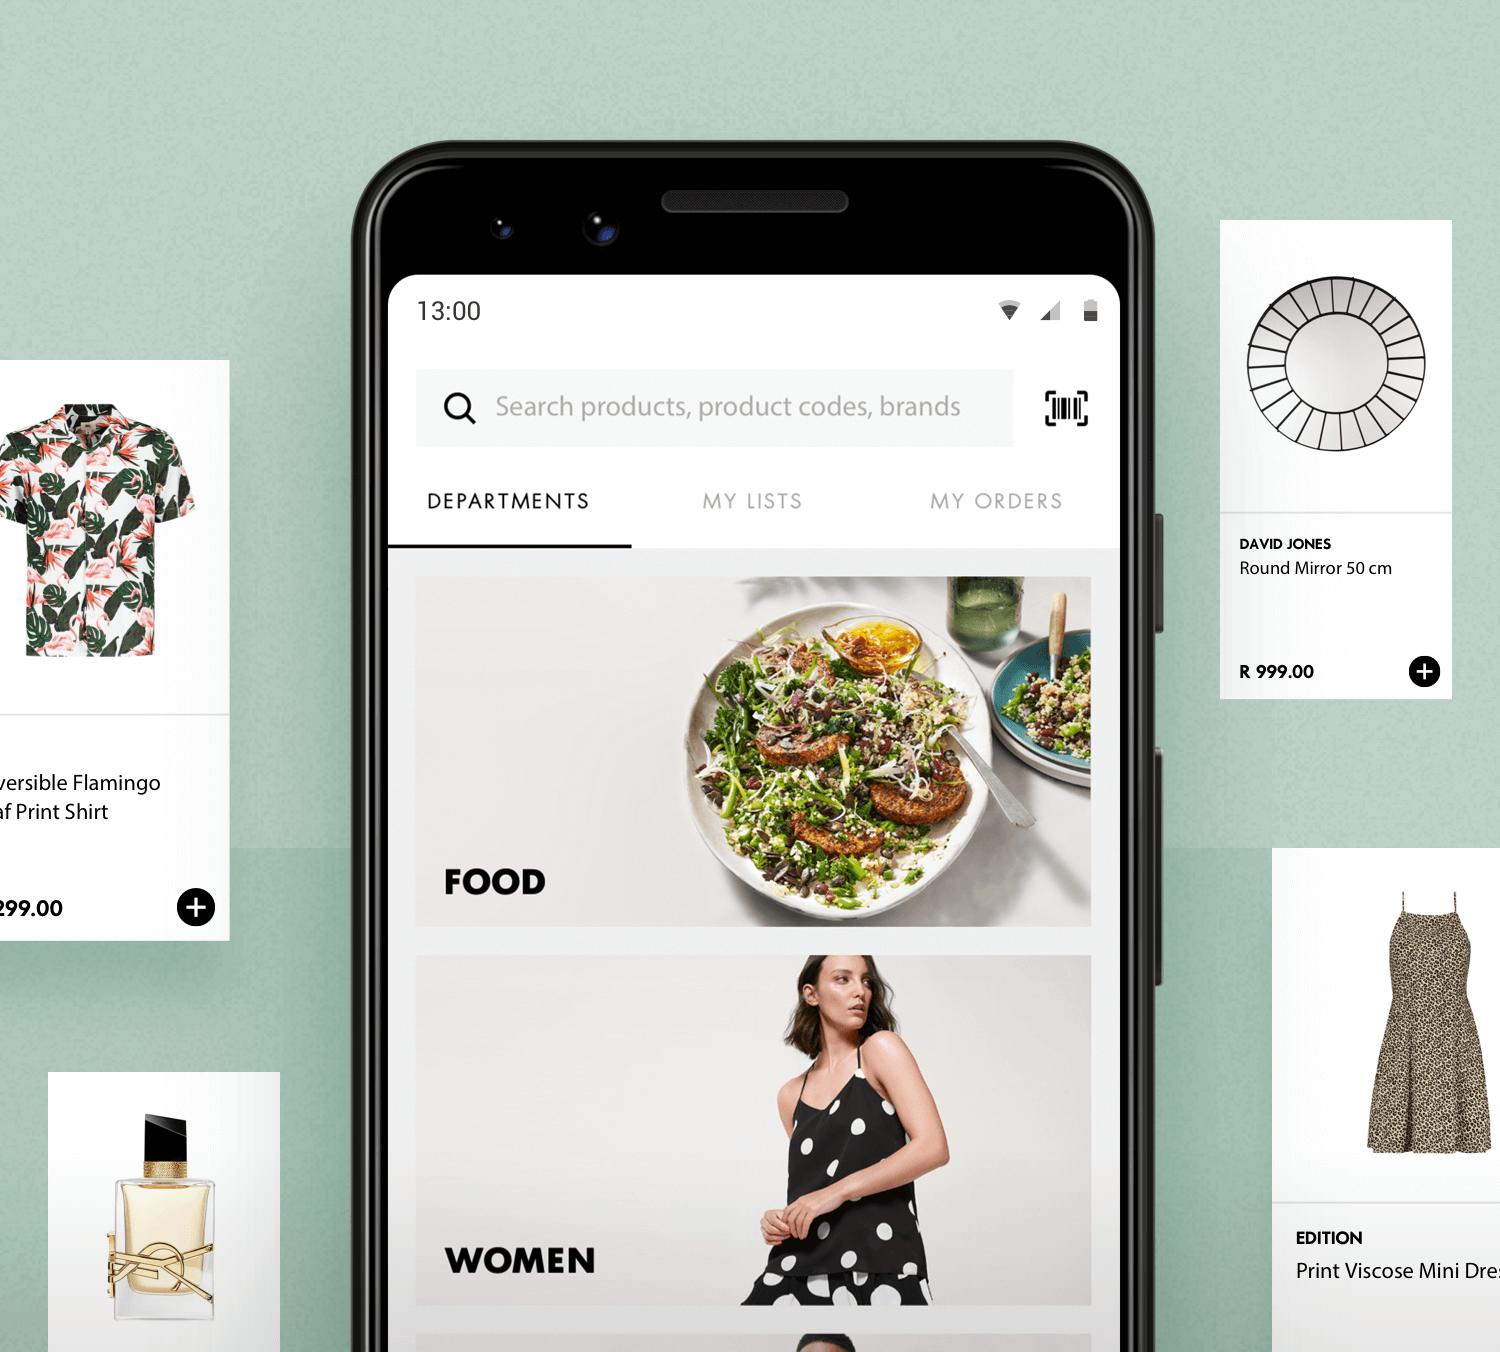 13:00
Search products, product codes, brands
DEPARTMENTS
MY LISTS
MY ORDERS
FOOD
WOMEN
versible Flamingo
af Print Shirt
299.00
DAVID JONES
Round Mirror 50 cm
R 999.00
EDITION
Print Viscose Mini Dre